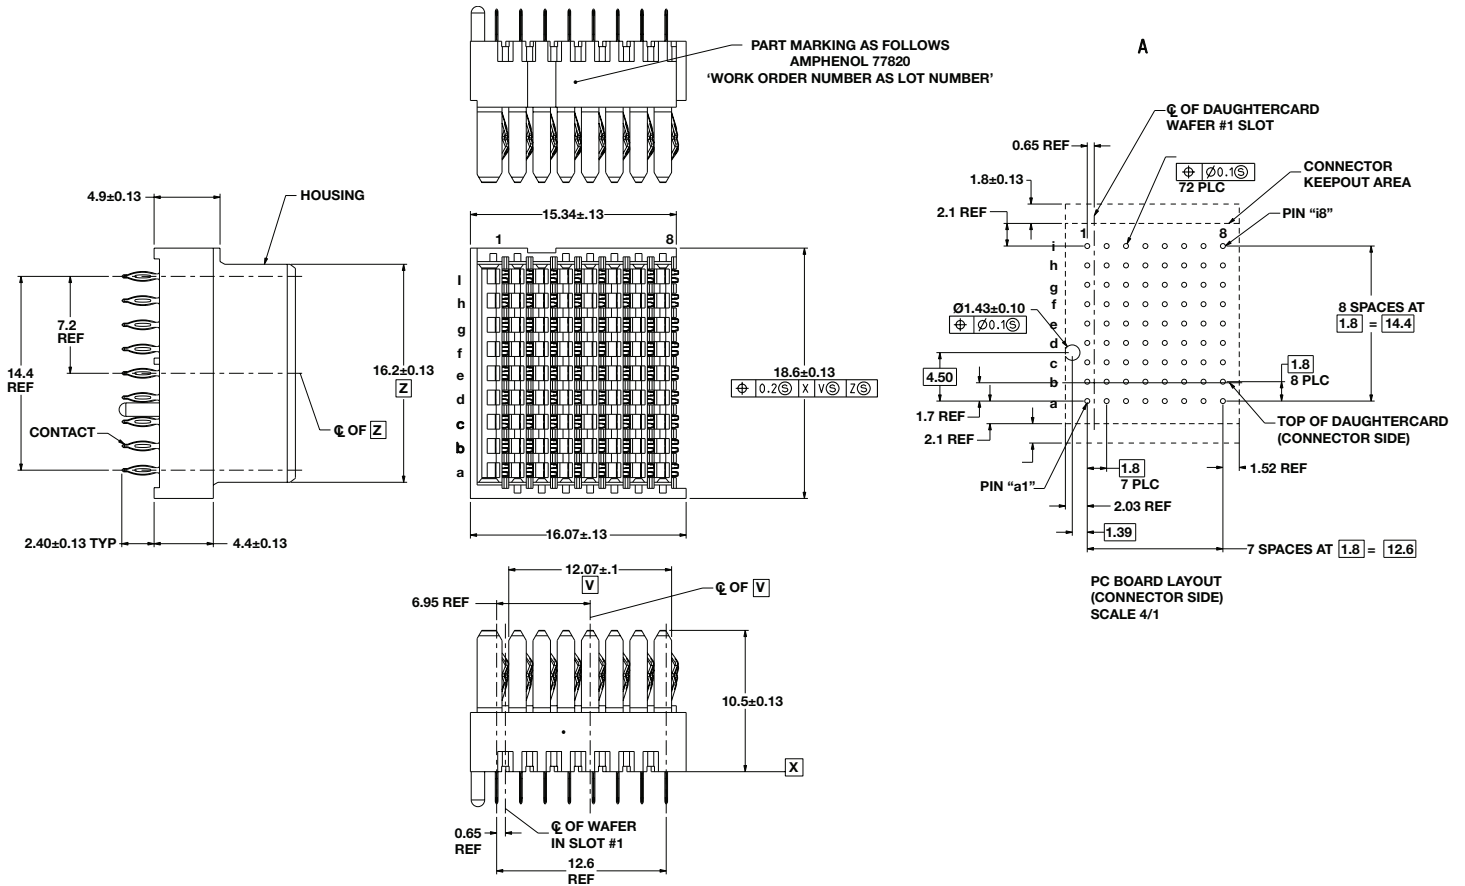 PART MARKING AS FOLLOWS
AMPHENOL 77820
‘WORK ORDER NUMBER AS LOT NUMBER’
A
℄ OF DAUGHTERCARD
WAFER #1 SLOT
0.65 REF
⌖ Ø0.1Ⓢ
72 PLC
CONNECTOR
KEEPOUT AREA
1.8±0.13
2.1 REF
PIN “i8”
1 8
i
h
g
f
e
d
c
b
a
Ø1.43±0.10
⌖ Ø0.1Ⓢ
8 SPACES AT
1.8 = 14.4
4.50
1.8
8 PLC
1.7 REF
2.1 REF
TOP OF DAUGHTERCARD
(CONNECTOR SIDE)
1.8
7 PLC
1.52 REF
PIN “a1”
2.03 REF
1.39
7 SPACES AT 1.8 = 12.6
PC BOARD LAYOUT
(CONNECTOR SIDE)
SCALE 4/1
4.9±0.13
HOUSING
7.2
REF
14.4
REF
16.2±0.13
Z
CONTACT
℄ OF Z
2.40±0.13 TYP
4.4±0.13
15.34±.13
1 8
I
h
g
f
e
d
c
b
a
18.6±0.13
⌖ 0.2Ⓢ X VⓈ ZⓈ
16.07±.13
12.07±.1
V
6.95 REF
℄ OF V
10.5±0.13
X
0.65
REF
℄ OF WAFER
IN SLOT #1
12.6
REF